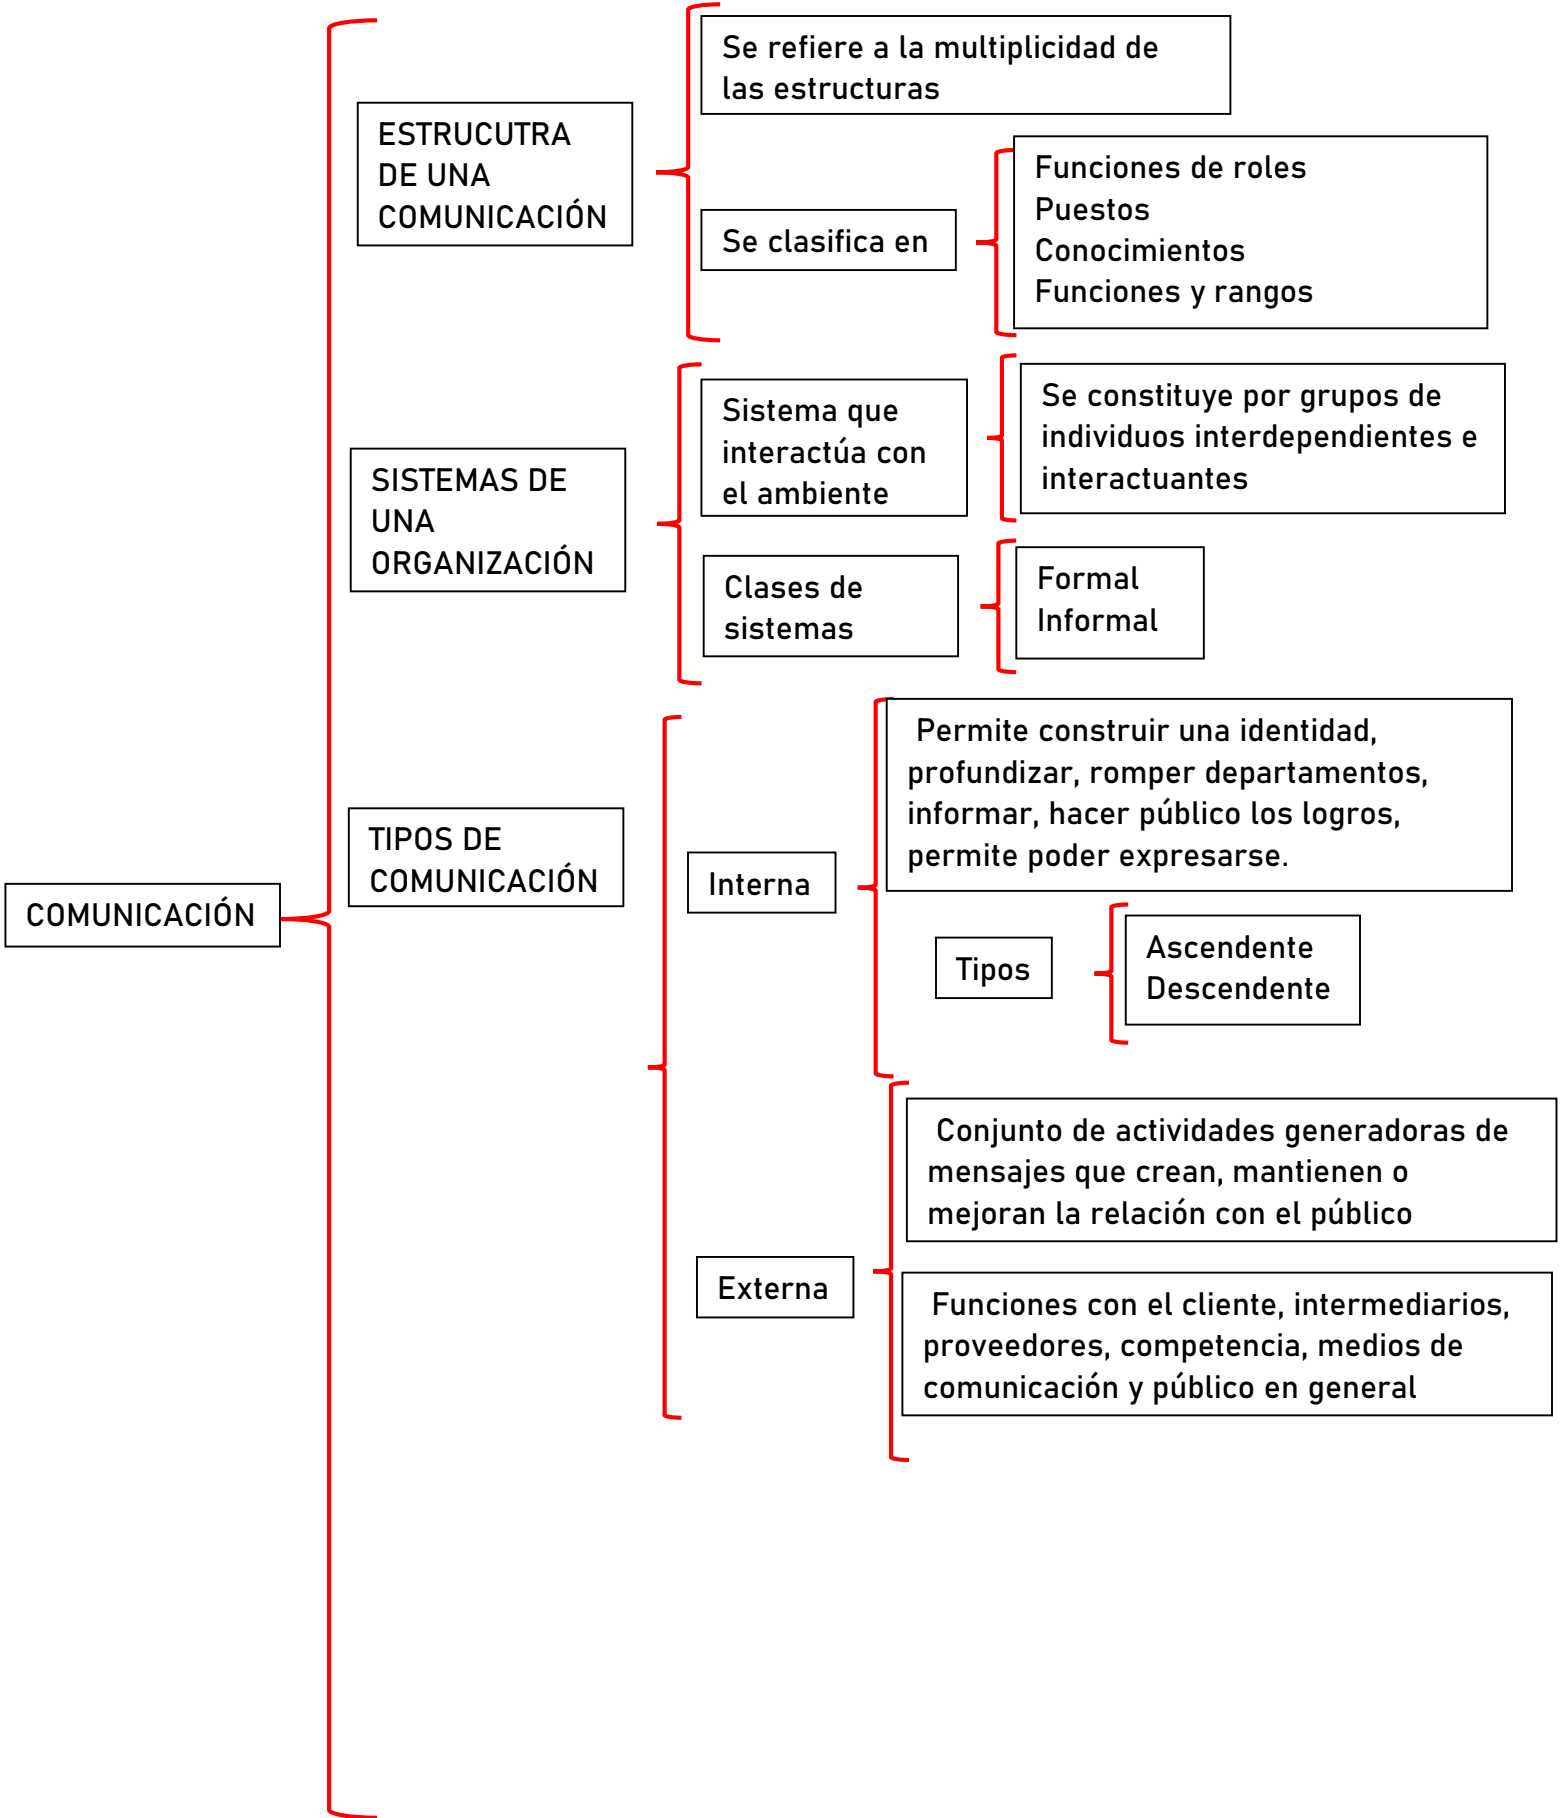 COMUNICACIÓN
ESTRUCUTRA
DE UNA
COMUNICACIÓN
Se refiere a la multiplicidad de
las estructuras
Se clasifica en
Funciones de roles
Puestos
Conocimientos
Funciones y rangos
SISTEMAS DE
UNA
ORGANIZACIÓN
Sistema que
interactúa con
el ambiente
Se constituye por grupos de
individuos interdependientes e
interactuantes
Clases de
sistemas
Formal
Informal
TIPOS DE
COMUNICACIÓN
Interna
Permite construir una identidad,
profundizar, romper departamentos,
informar, hacer público los logros,
permite poder expresarse.
Tipos
Ascendente
Descendente
Externa
Conjunto de actividades generadoras de
mensajes que crean, mantienen o
mejoran la relación con el público
Funciones con el cliente, intermediarios,
proveedores, competencia, medios de
comunicación y público en general